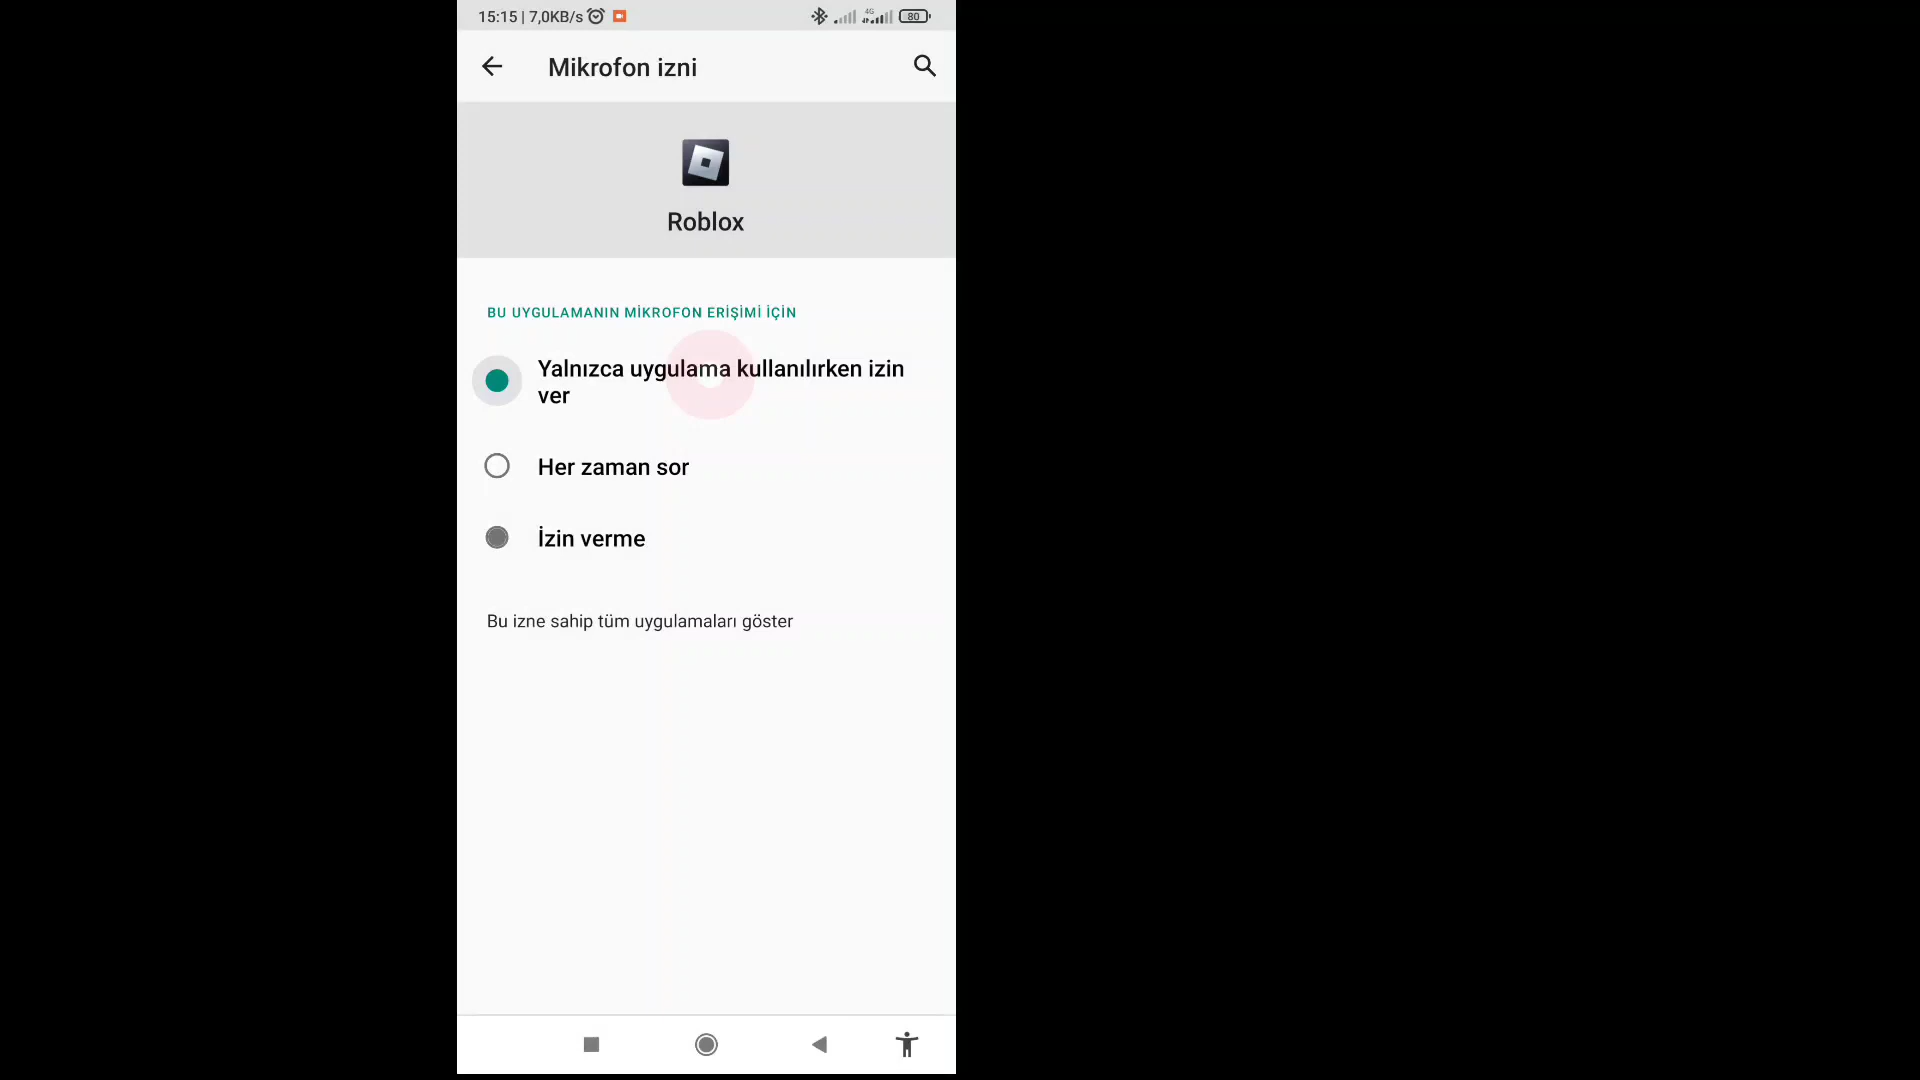 15:15 | 7,0KB/s
4G
80
Mikrofon izni
Roblox
BU UYGULAMANIN MİKROFON ERİŞİMİ İÇİN
Yalnızca uygulama kullanılırken izin
ver
Her zaman sor
İzin verme
Bu izne sahip tüm uygulamaları göster